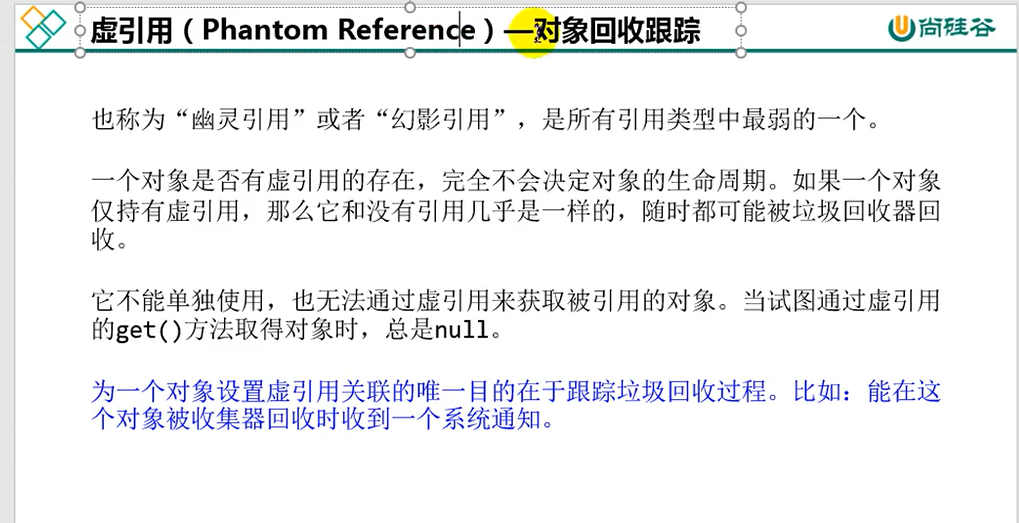 虚引用（Phantom Reference）—对象回收跟踪
尚硅谷
也称为“幽灵引用”或者“幻影引用”，是所有引用类型中最弱的一个。
一个对象是否有虚引用的存在，完全不会决定对象的生命周期。如果一个对象
仅持有虚引用，那么它和没有引用几乎是一样的，随时都可能被垃圾回收器回
收。
它不能单独使用，也无法通过虚引用来获取被引用的对象。当试图通过虚引用
的get()方法取得对象时，总是null。
为一个对象设置虚引用关联的唯一目的在于跟踪垃圾回收过程。比如：能在这
个对象被收集器回收时收到一个系统通知。